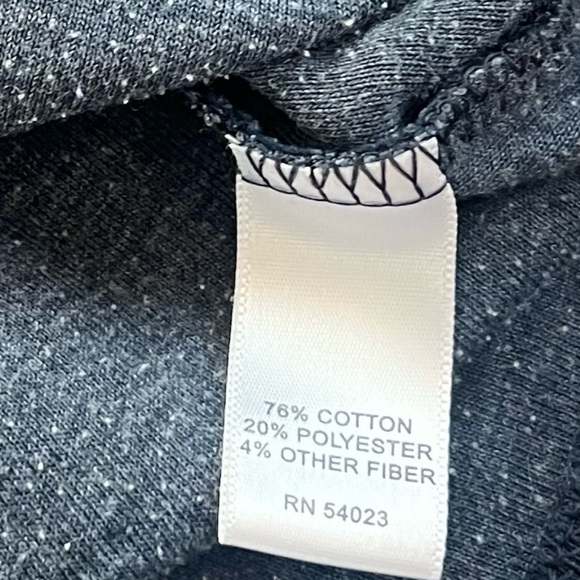 76% COTTON
20% POLYESTER
4% OTHER FIBER
RN 54023